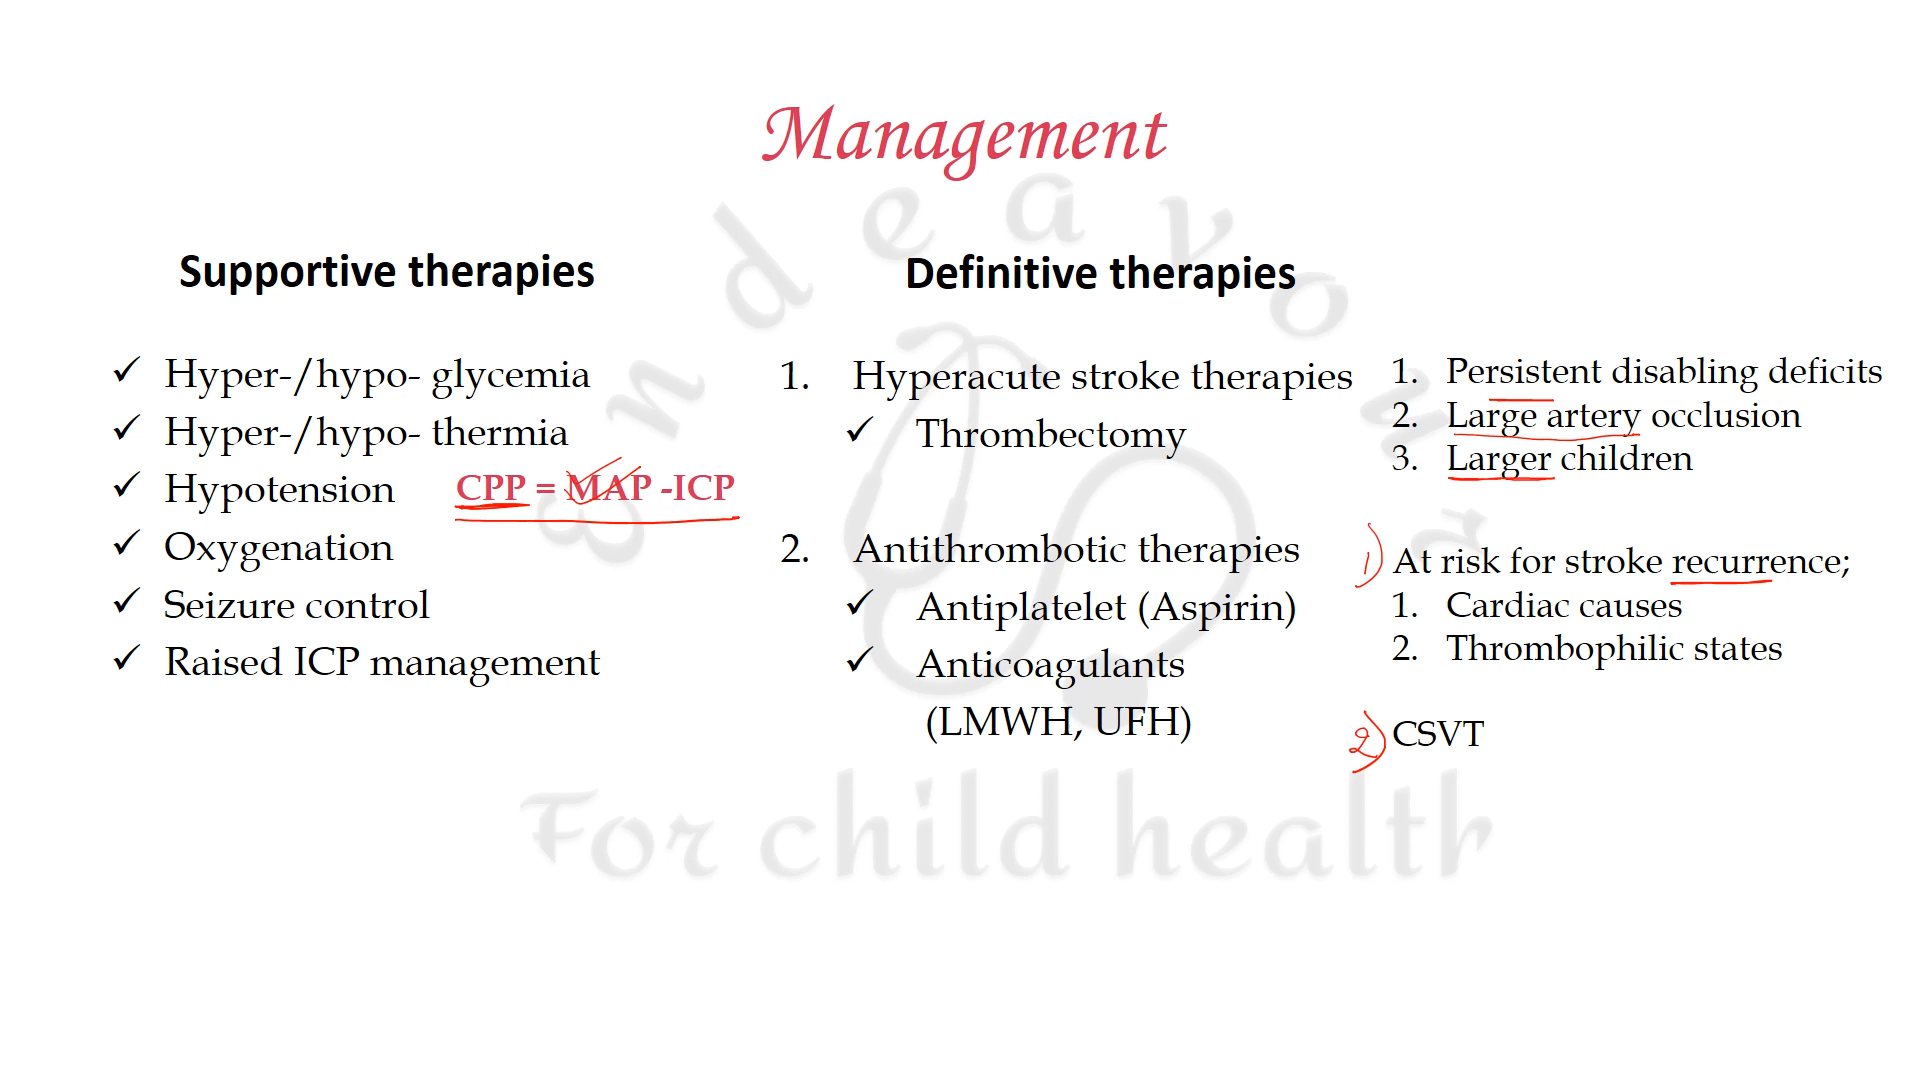 Management
Endeavour
Supportive therapies
✓ Hyper-/hypo- glycemia
✓ Hyper-/hypo- thermia
✓ Hypotension CPP = MAP -ICP
✓ Oxygenation
✓ Seizure control
✓ Raised ICP management
Definitive therapies
1. Hyperacute stroke therapies
✓ Thrombectomy
2. Antithrombotic therapies
✓ Antiplatelet (Aspirin)
✓ Anticoagulants
(LMWH, UFH)
1. Persistent disabling deficits
2. Large artery occlusion
3. Larger children
1) At risk for stroke recurrence;
1. Cardiac causes
2. Thrombophilic states
2) CSVT
For child health